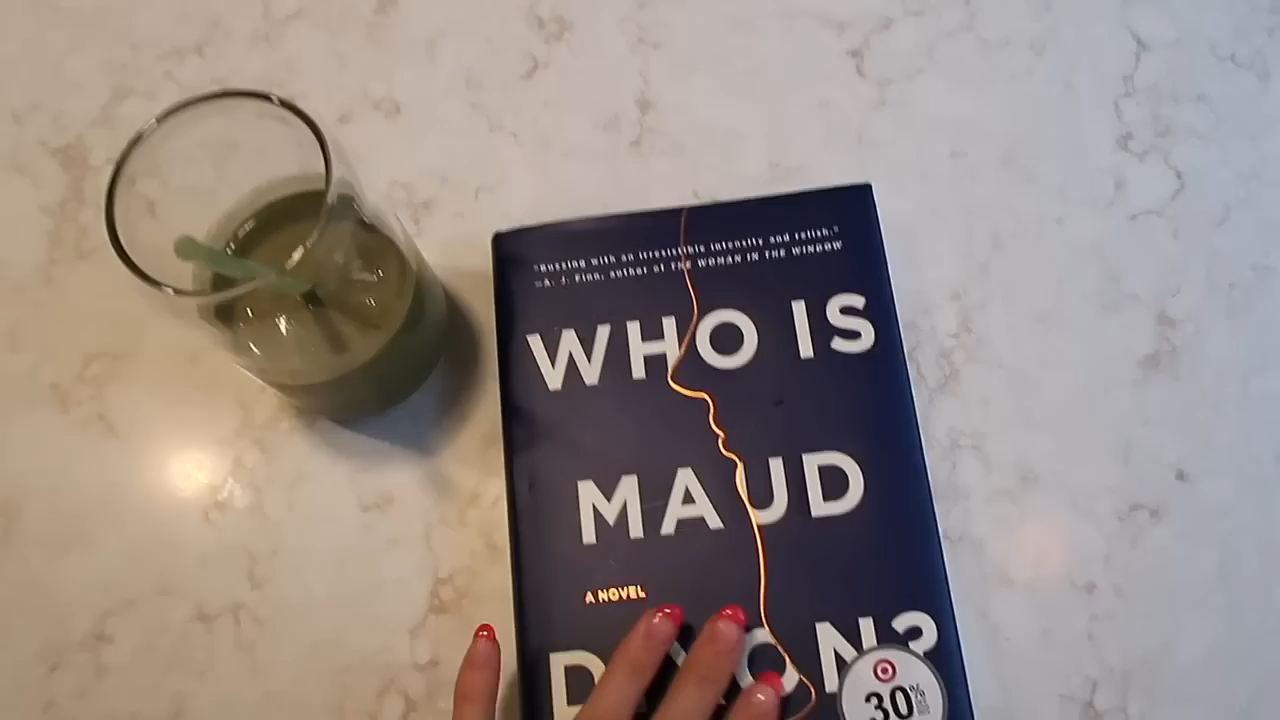 "Buzzing with an irresistible intensity and relish."
—A. J. Finn, author of THE WOMAN IN THE WINDOW
WHO IS
MAUD
A NOVEL
DIXON?
30%